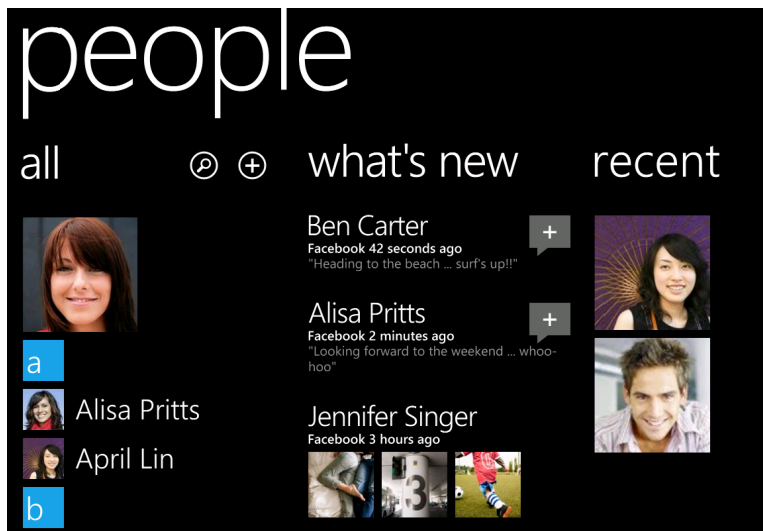 people
all
what's new
recent
Ben Carter
Facebook 42 seconds ago
"Heading to the beach ... surf's up!!"
Alisa Pritts
Facebook 2 minutes ago
"Looking forward to the weekend ... whoo-
hoo"
Jennifer Singer
Facebook 3 hours ago
3
a
Alisa Pritts
April Lin
b